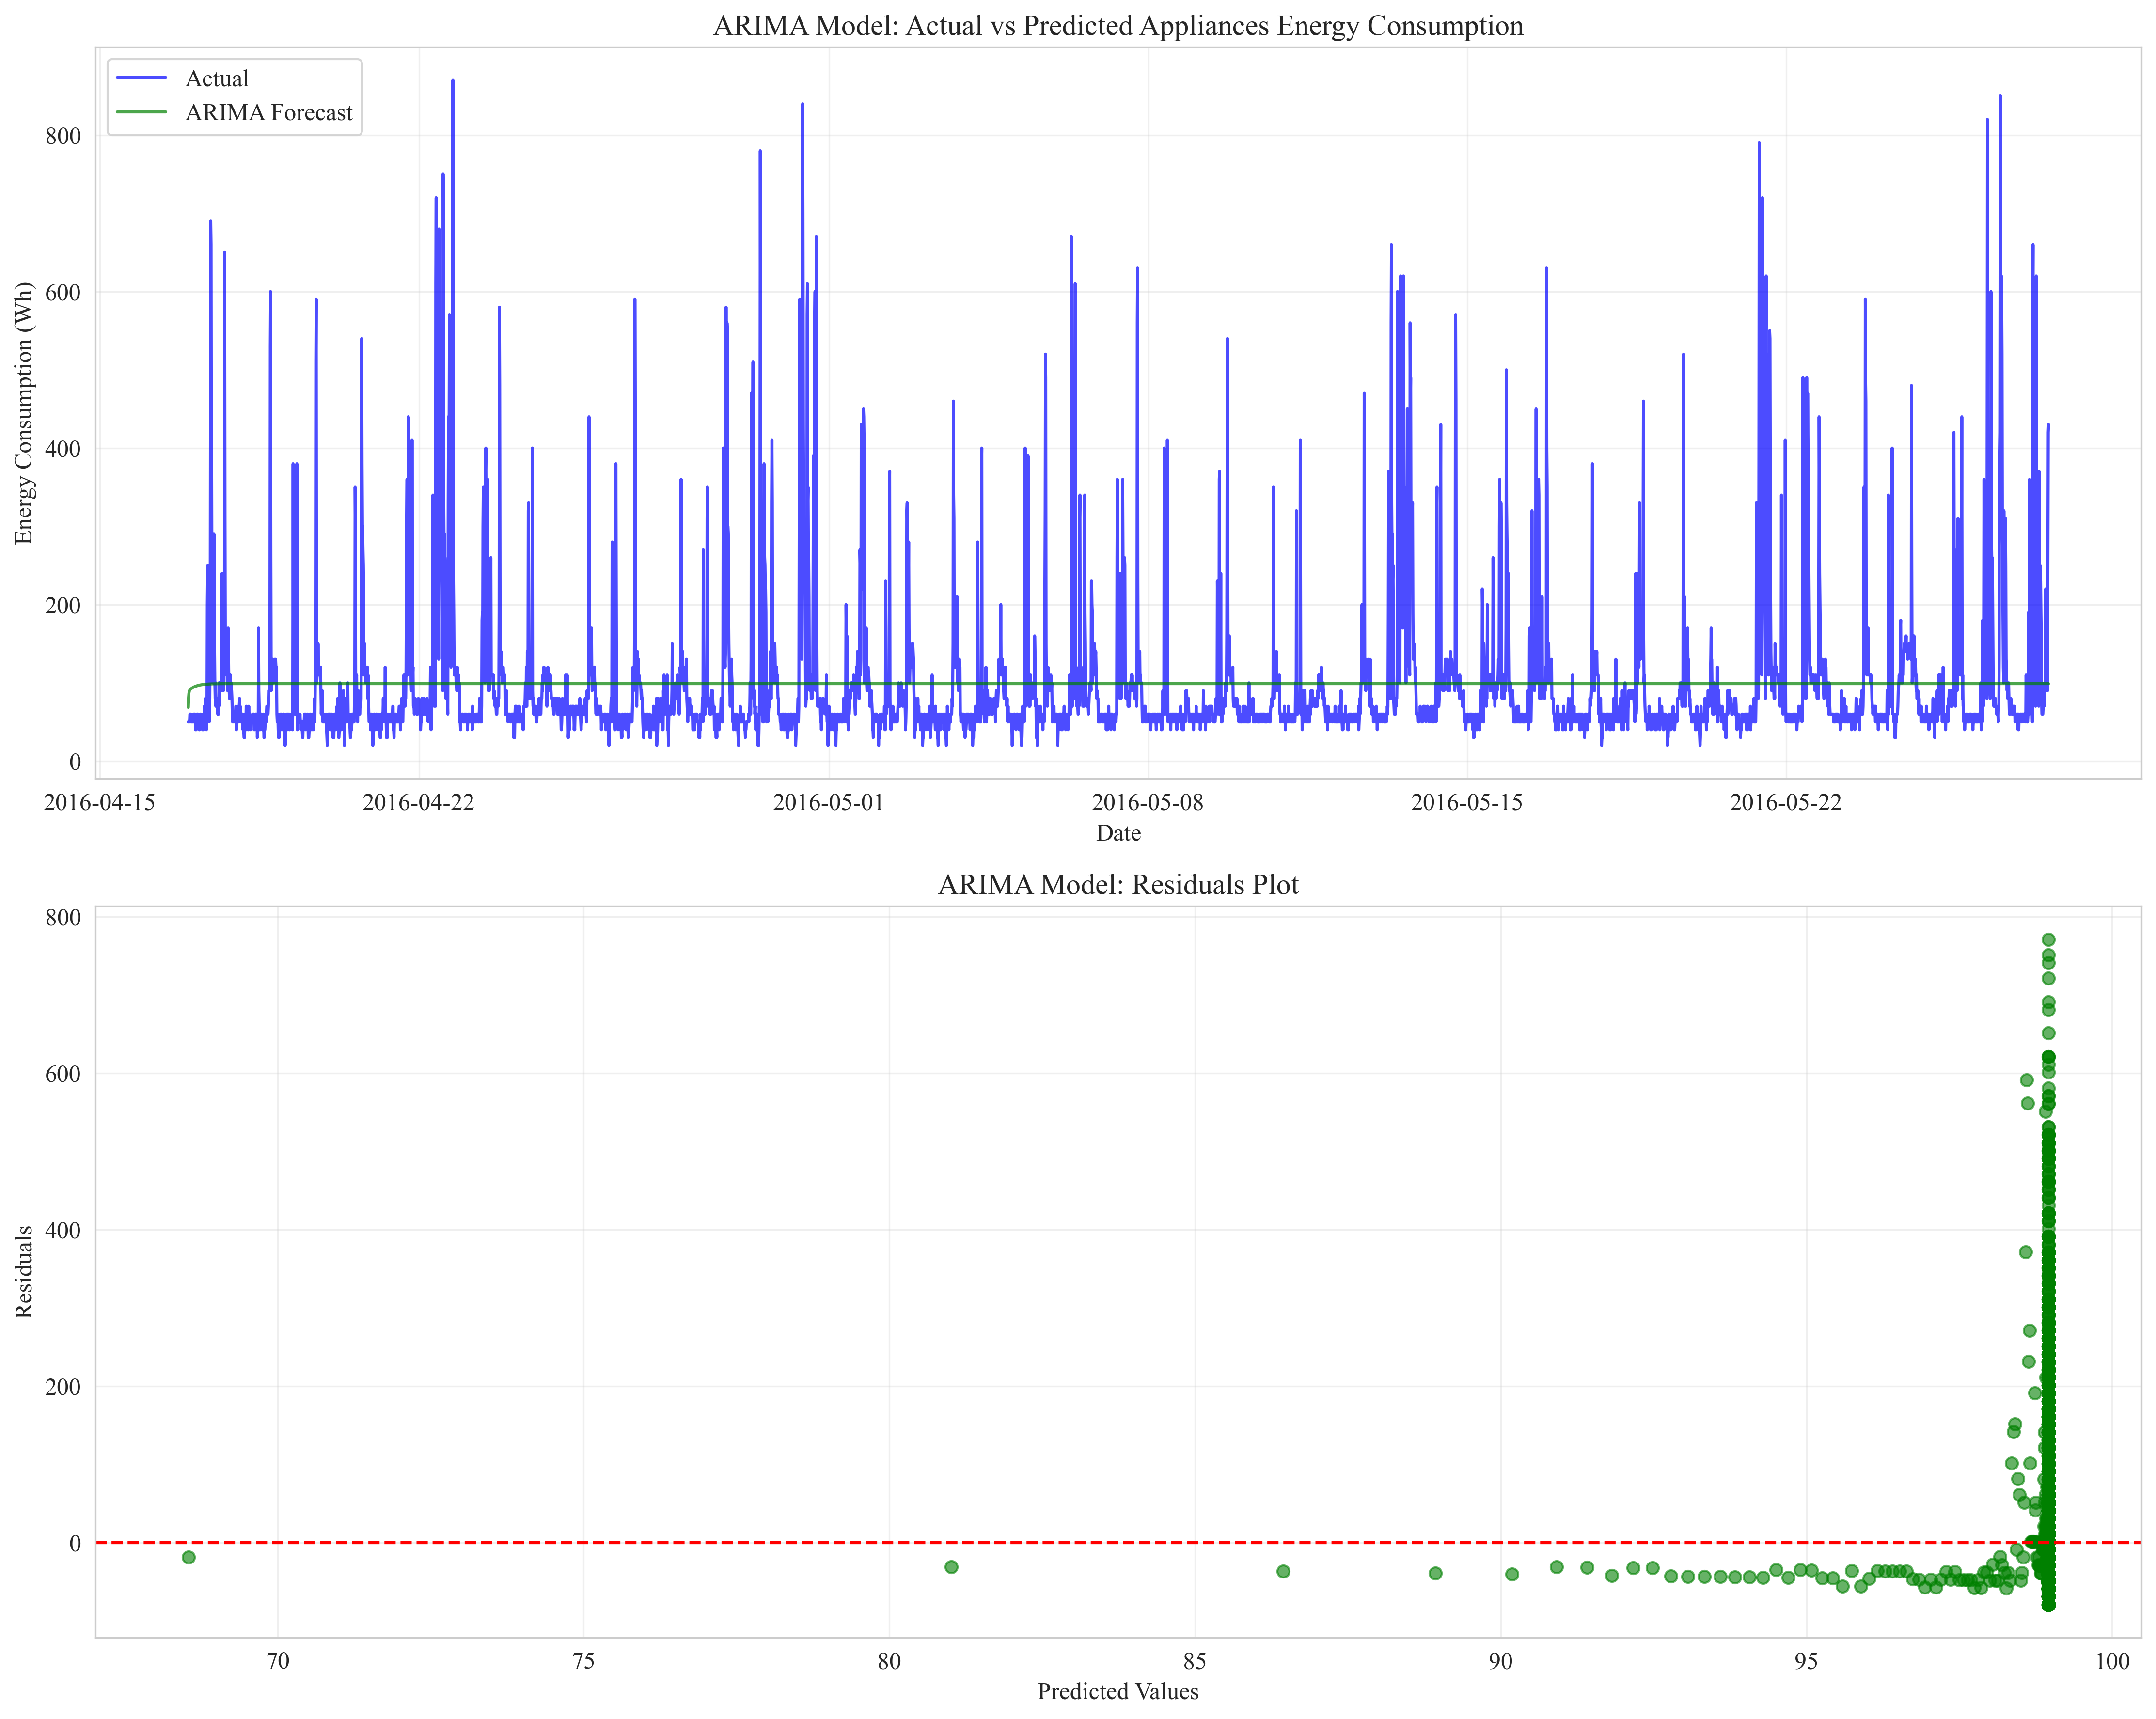 ARIMA Model: Actual vs Predicted Appliances Energy Consumption
Actual
ARIMA Forecast
Energy Consumption (Wh)
800
600
400
200
0
2016-04-15
2016-04-22
2016-05-01
2016-05-08
2016-05-15
2016-05-22
Date
ARIMA Model: Residuals Plot
Residuals
800
600
400
200
0
70
75
80
85
90
95
100
Predicted Values